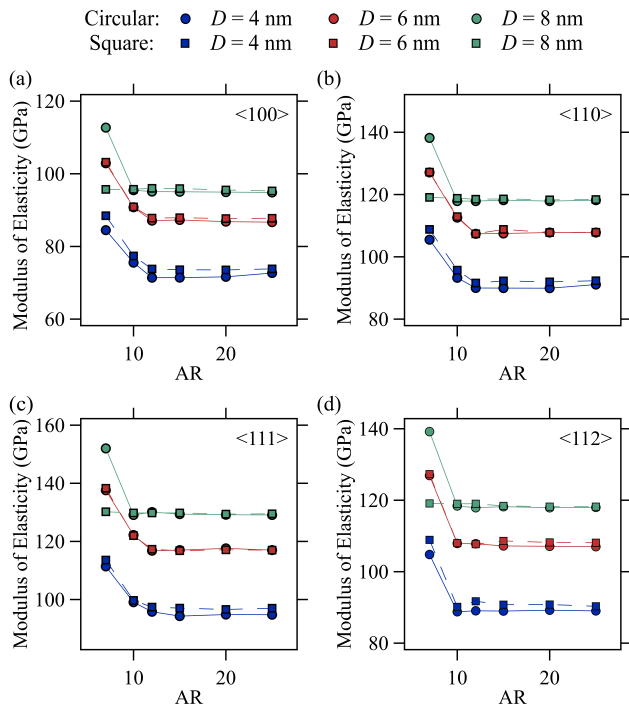 Circular: D = 4 nm D = 6 nm D = 8 nm
Square: D = 4 nm D = 6 nm D = 8 nm
(a)
<100>
Modulus of Elasticity (GPa)
120
100
80
60
10 20
AR
(b)
<110>
Modulus of Elasticity (GPa)
140
120
100
80
10 20
AR
(c)
<111>
Modulus of Elasticity (GPa)
160
130
100
10 20
AR
(d)
<112>
Modulus of Elasticity (GPa)
140
120
100
80
10 20
AR